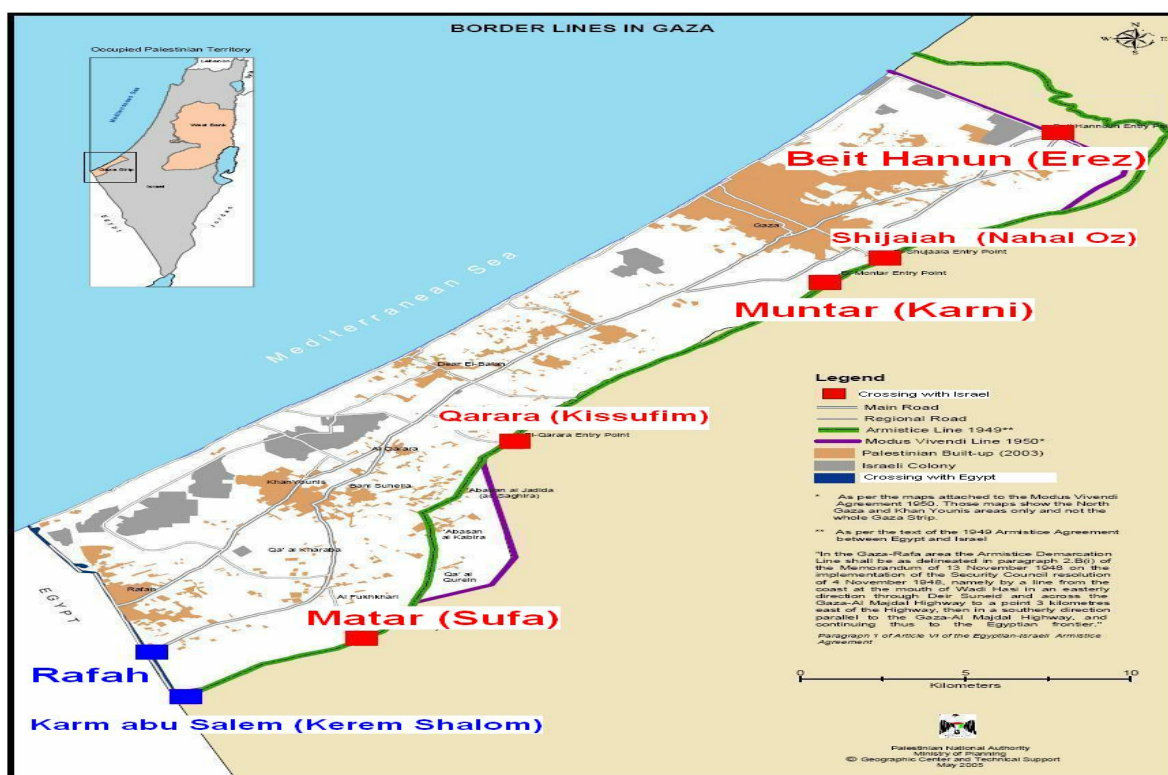 BORDER LINES IN GAZA
Occupied Palestinian Territory
Lebanon
Mediterranean Sea
West Bank
Gaza Strip
Israel
Egypt
Jordan
N
W
E
S
Hannoun Entry
Beit Hanun (Erez)
Gaza
Shijaiah (Nahal Oz)
Shujaaia Entry Point
El-Montar Entry Point
Muntar (Karni)
Mediterranean Sea
Deir El-Balah
Qarara (Kissufim)
l-Qarara Entry Point
Al Qarara
Khan Younis
Bani Suheila
'Abasan al Jadida
(as Saghira)
'Abasan
al Kabira
Qa' al Kharaba
Qa' al
Qurein
Al Fukhkhari
Rafah
EGYPT
Matar (Sufa)
Rafah
Karm abu Salem (Kerem Shalom)
Legend
Crossing with Israel
Main Road
Regional Road
Armistice Line 1949**
Modus Vivendi Line 1950*
Palestinian Built-up (2003)
Israeli Colony
Crossing with Egypt
* As per the maps attached to the Modus Vivendi
Agreement 1950. Those maps show the North
Gaza and Khan Younis areas only and not the
whole Gaza Strip.
** As per the text of the 1949 Armistice Agreement
between Egypt and Israel
"In the Gaza-Rafa area the Armistice Demarcation
Line shall be as delineated in paragraph 2.B(i) of
the Memorandum of 13 November 1948 on the
implementation of the Security Council resolution
of 4 November 1948, namely by a line from the
coast at the mouth of Wadi Hasi in an easterly
direction through Deir Suneid and across the
Gaza-Al Majdal Highway to a point 3 kilometres
east of the Highway, then in a southerly direction
parallel to the Gaza-Al Majdal Highway, and
continuing thus to the Egyptian frontier."
Paragraph 1 of Article VI of the Egyptian-Israeli Armistice
Agreement
0 5 10
Kilometers
Palestinian National Authority
Ministry of Planning
© Geographic Center and Technical Support
May 2005